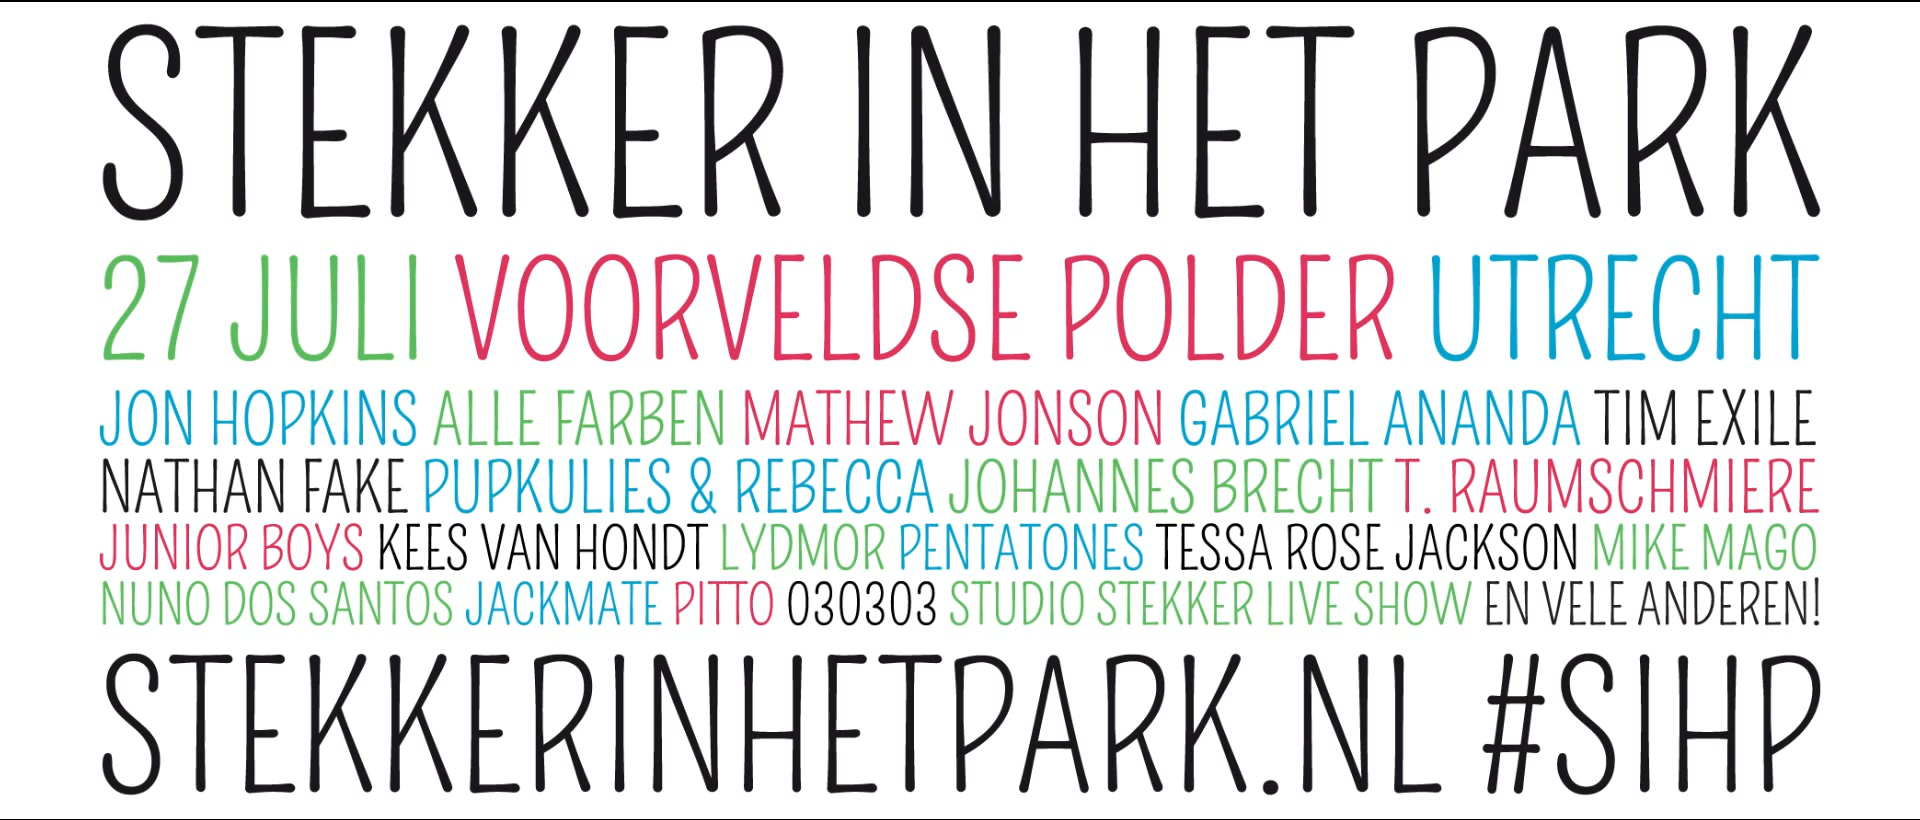 STEKKER IN HET PARK
27 JULI VOORVELDSE POLDER UTRECHT
JON HOPKINS ALLE FARBEN MATHEW JONSON GABRIEL ANANDA TIM EXILE
NATHAN FAKE PUPKULIES & REBECCA JOHANNES BRECHT T. RAUMSCHMIERE
JUNIOR BOYS KEES VAN HONDT LYDMOR PENTATONES TESSA ROSE JACKSON MIKE MAGO
NUNO DOS SANTOS JACKMATE PITTO 030303 STUDIO STEKKER LIVE SHOW EN VELE ANDEREN!
STEKKERINHETPARK.NL #SIHP